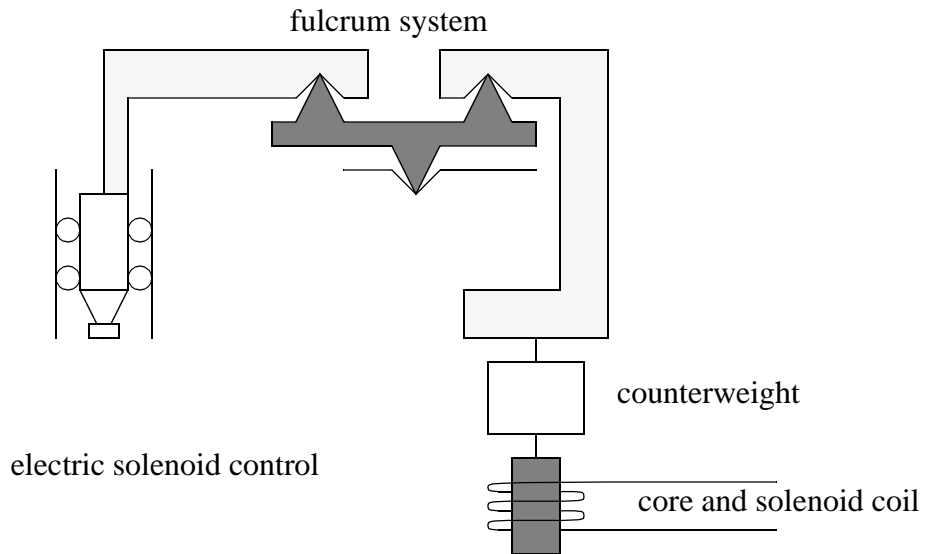 fulcrum system
counterweight
electric solenoid control
core and solenoid coil